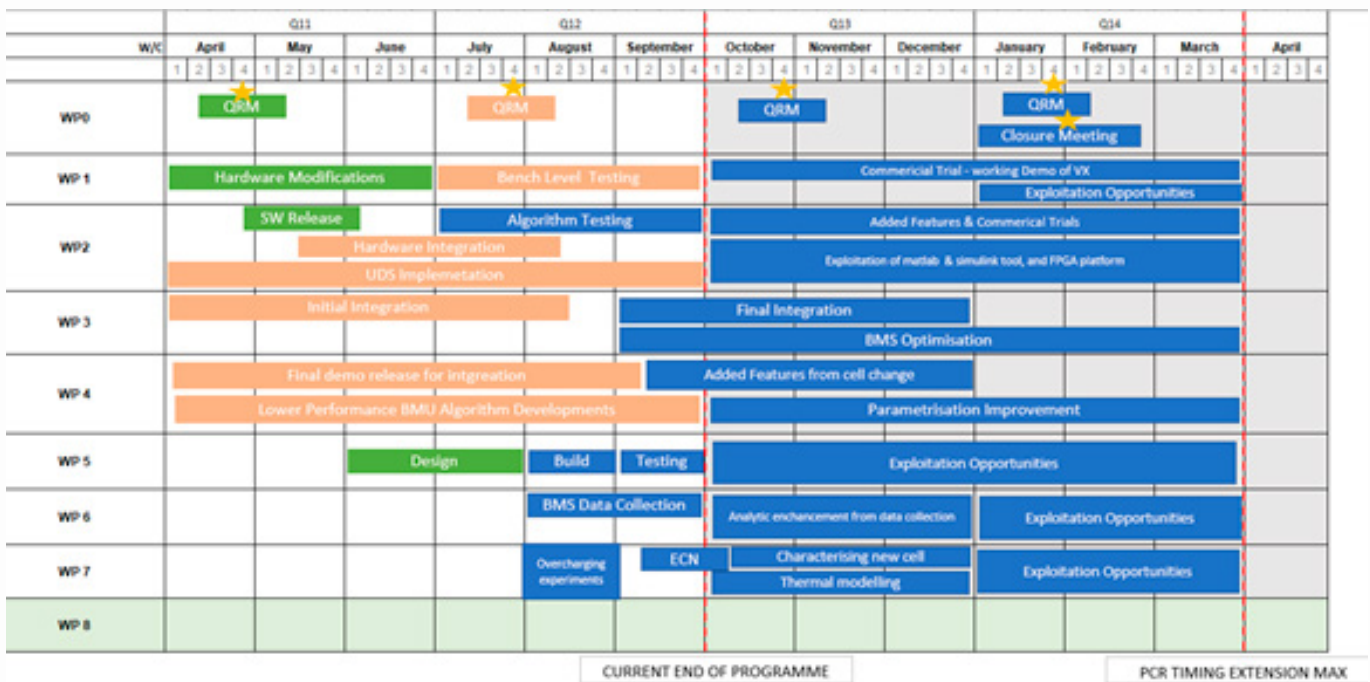 Q11 Q12 Q13 Q14
W/C April May June July August September October November December January February March April
1 2 3 4 1 2 3 4 1 2 3 4 1 2 3 4 1 2 3 4 1 2 3 4 1 2 3 4 1 2 3 4 1 2 3 4 1 2 3 4 1 2 3 4 1 2 3 4 1 2 3 4
WP0
QRM QRM QRM QRM
Closure Meeting
WP 1
Hardware Modifications Bench Level Testing Commericial Trial - working Demo of VX
Exploitation Opportunities
WP2
SW Release Algorithm Testing Added Features & Commerical Trials
Hardware Integration
Exploitation of matlab & simulink tool, and FPGA platform
UDS Implemetation
WP 3
Initial Integration Final Integration
BMS Optimisation
WP 4
Final demo release for intgreation Added Features from cell change
Lower Performance BMU Algorithm Developments Parametrisation Improvement
WP 5
Design Build Testing Exploitation Opportunities
WP 6
BMS Data Collection
Analytic enchancement from data collection Exploitation Opportunities
WP 7
Overcharging
experiments
ECN Characterising new cell
Thermal modelling
Exploitation Opportunities
WP 8
CURRENT END OF PROGRAMME PCR TIMING EXTENSION MAX